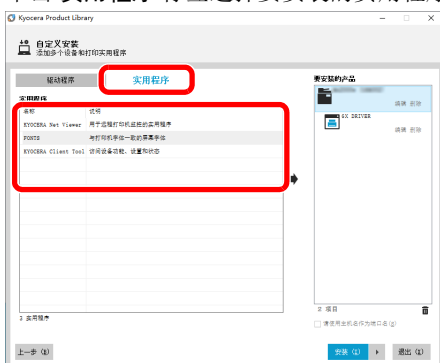 Kyocera Product Library
自定义安装
添加多个设备和打印实用程序
驱动程序
实用程序
要安装的产品
实用程序
名称 说明
KYOCERA Net Viewer 用于远程打印机监控的实用程序
FONTS 与打印机字体一致的屏幕字体
KYOCERA Client Tool 访问设备功能、设置和状态
编辑 删除
GX DRIVER
编辑 删除
2 项目
请使用主机名作为端口名(g)
3 实用程序
上一步 (B)
安装 (I)
退出 (X)